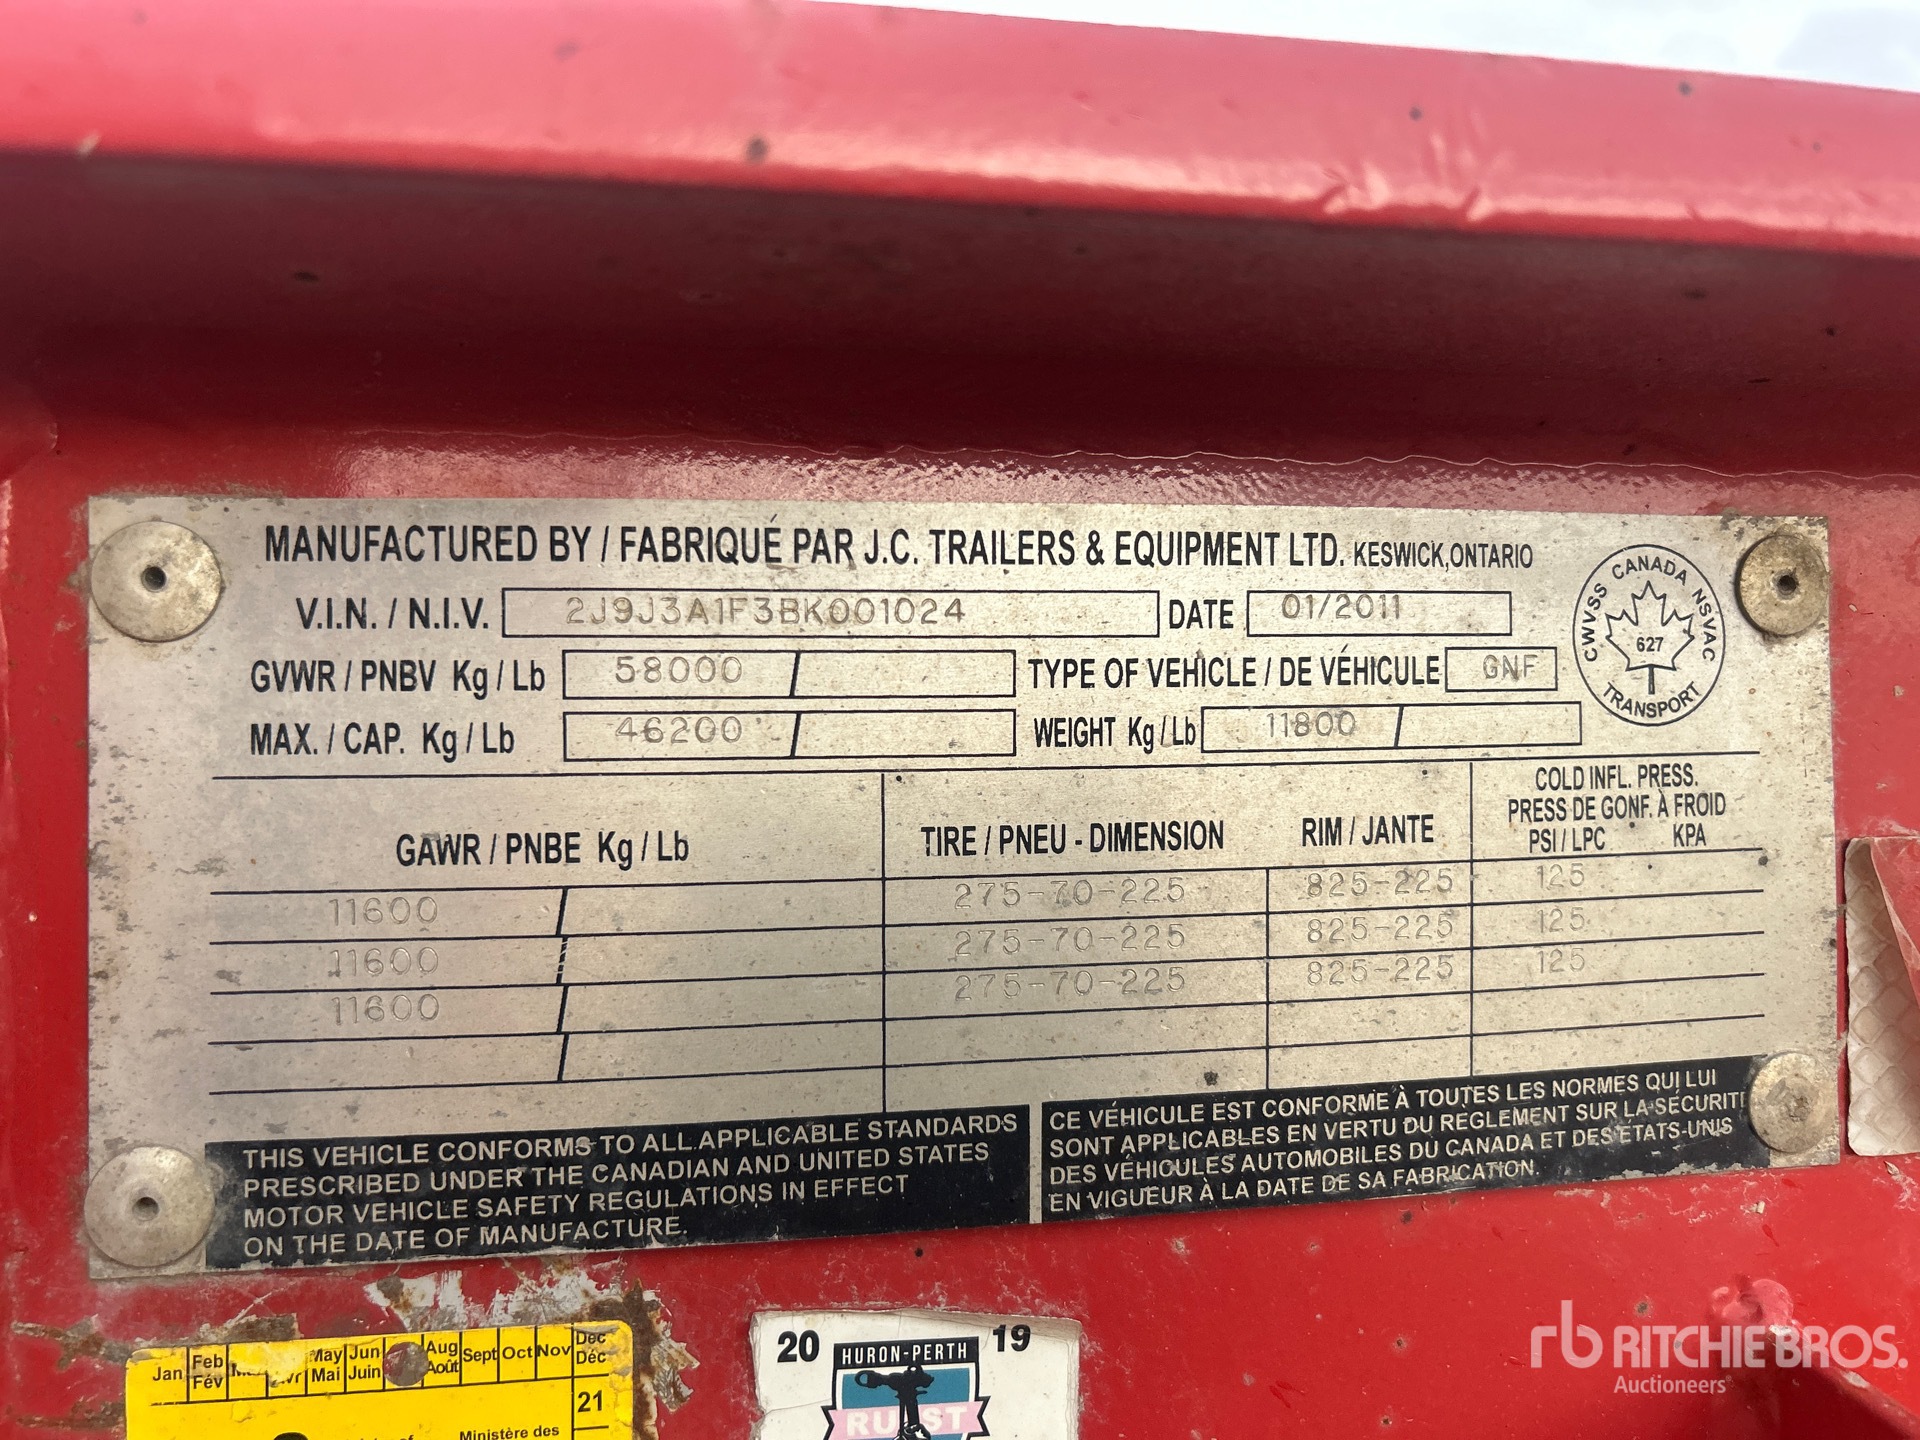 MANUFACTURED BY / FABRIQUÉ PAR J.C. TRAILERS & EQUIPMENT LTD. KESWICK, ONTARIO
V.I.N. / N.I.V. 2J9J3A1F3BK001024 DATE 01/2011
GVWR / PNBV Kg / Lb 58000 / TYPE OF VEHICLE / DE VÉHICULE GNF
MAX. / CAP. Kg / Lb 46200 / WEIGHT Kg / Lb 11800 /
CWVSS CANADA NSVAC
627
TRANSPORT
GAWR / PNBE Kg / Lb TIRE / PNEU - DIMENSION RIM / JANTE COLD INFL. PRESS.
PRESS DE GONF. À FROID
PSI / LPC KPA
11600 / 275-70-225 825-225 125
11600 / 275-70-225 825-225 125
11600 / 275-70-225 825-225 125
/
THIS VEHICLE CONFORMS TO ALL APPLICABLE STANDARDS
PRESCRIBED UNDER THE CANADIAN AND UNITED STATES
MOTOR VEHICLE SAFETY REGULATIONS IN EFFECT
ON THE DATE OF MANUFACTURE.
CE VÉHICULE EST CONFORME À TOUTES LES NORMES QUI LUI
SONT APPLICABLES EN VERTU DU REGLEMENT SUR LA SÉCURITÉ
DES VÉHICULES AUTOMOBILES DU CANADA ET DES ÉTATS-UNIS
EN VIGUEUR À LA DATE DE SA FABRICATION.
Jan Feb May Jun Aug Sept Oct Nov Dec
Fév Mai Juin Août Déc
21
Ministère des
20 19
HURON-PERTH
rb RITCHIE BROS.
Auctioneers